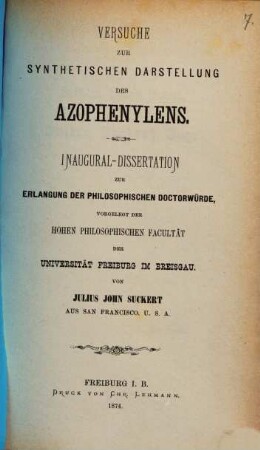 7.
VERSUCHE
ZUR
SYNTHETISCHEN DARSTELLUNG
DES
AZOPHENYLENS.
INAUGURAL-DISSERTATION
ZUR
ERLANGUNG DER PHILOSOPHISCHEN DOCTORWÜRDE,
VORGELEGT DER
HOHEN PHILOSOPHISCHEN FACULTÄT
DER
UNIVERSITÄT FREIBURG IM BREISGAU.
VON
JULIUS JOHN SUCKERT
AUS SAN FRANCISCO, U. S. A.
FREIBURG I. B.
DRUCK VON CHR. LEHMANN.
1874.